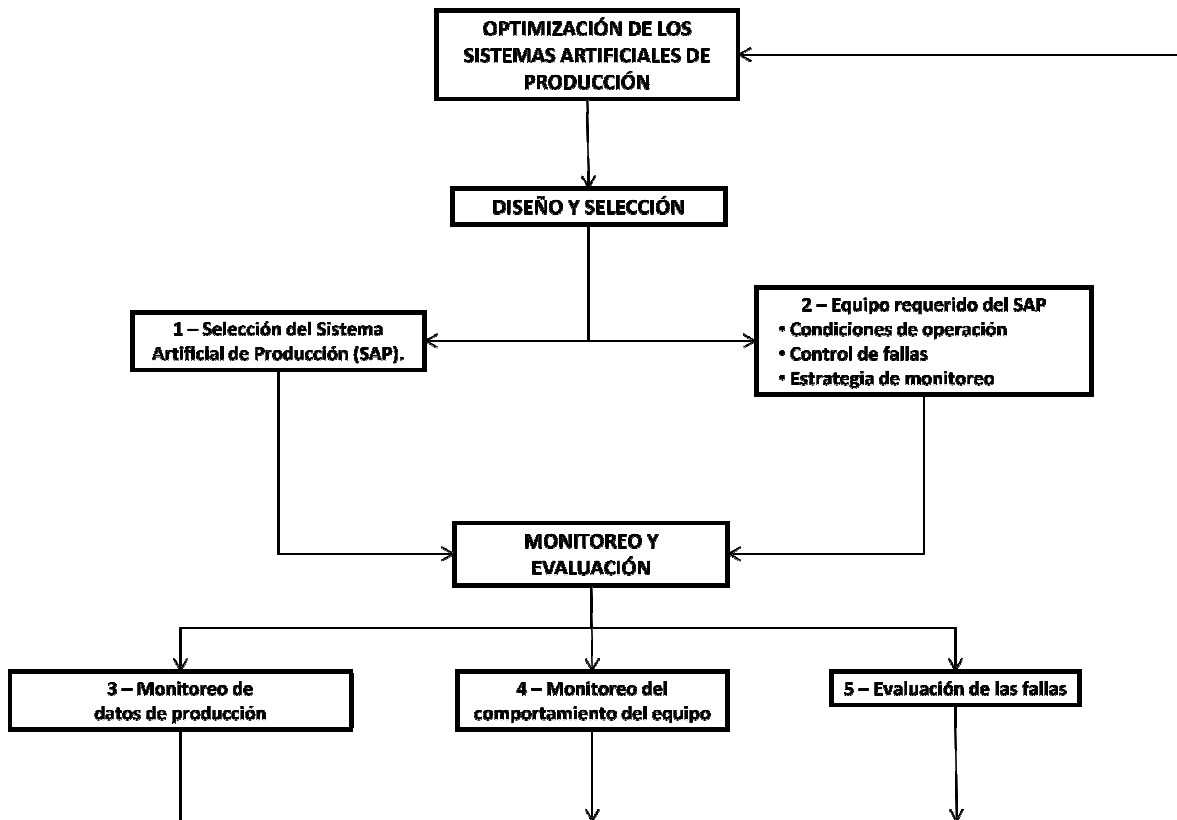 OPTIMIZACIÓN DE LOS
SISTEMAS ARTIFICIALES DE
PRODUCCIÓN
DISEÑO Y SELECCIÓN
1 – Selección del Sistema
Artificial de Producción (SAP).
2 – Equipo requerido del SAP
• Condiciones de operación
• Control de fallas
• Estrategia de monitoreo
MONITOREO Y
EVALUACIÓN
3 – Monitoreo de
datos de producción
4 – Monitoreo del
comportamiento del equipo
5 – Evaluación de las fallas